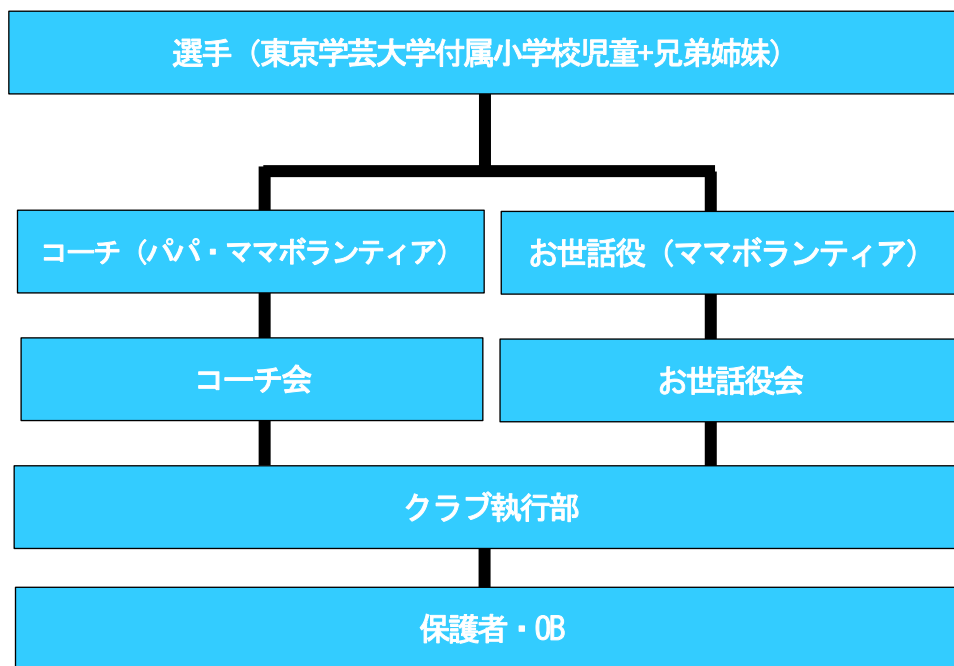 選手（東京学芸大学付属小学校児童+兄弟姉妹）
コーチ（パパ・ママボランティア）
お世話役（ママボランティア）
コーチ会
お世話役会
クラブ執行部
保護者・OB